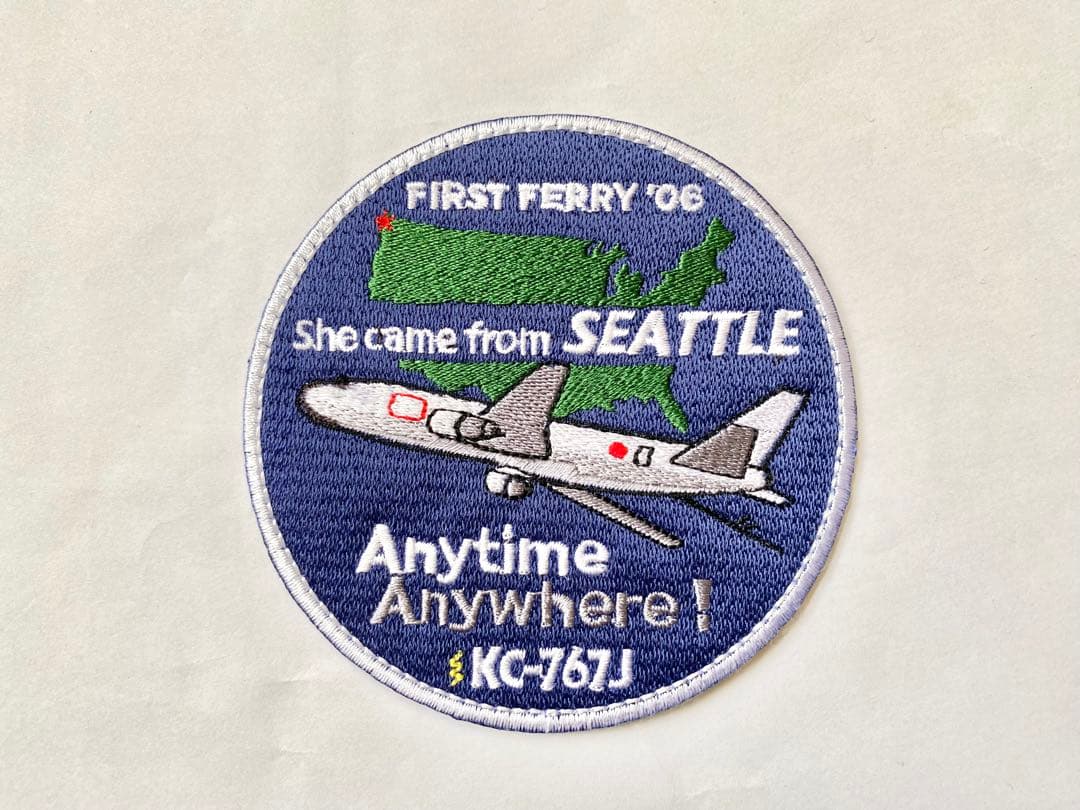 FIRST FERRY '06
She came from SEATTLE
Anytime
Anywhere!
KC-767J